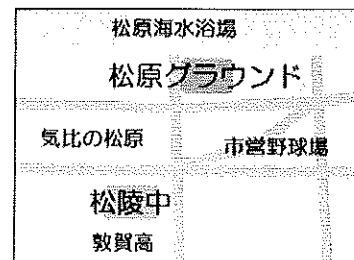 松原海水浴場
松原グラウンド
気比の松原
市営野球場
松陵中
敦賀高